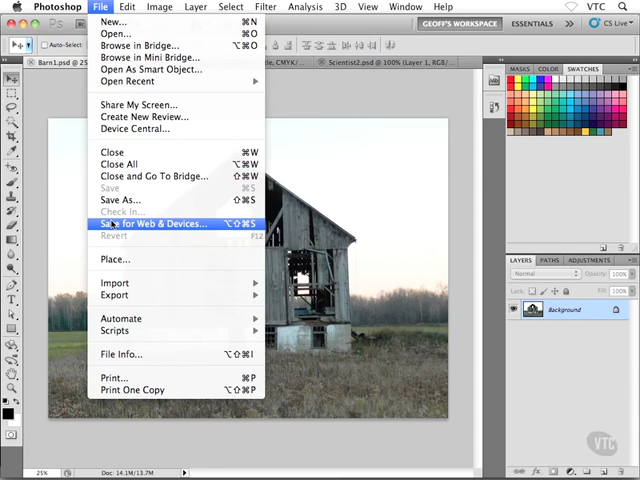 Photoshop File Edit Image Layer Select Filter Analysis 3D View Window Help VTC
Ps GEOFF'S WORKSPACE ESSENTIALS CS Live
Auto-Select:
Barn1.psd @ 25
tle, CMYK/...
Scientist2.psd @ 100% (Layer 1, RGB/...
New... ⌘N
Open... ⌘O
Browse in Bridge... ⌥⌘O
Browse in Mini Bridge...
Open As Smart Object...
Open Recent
Share My Screen...
Create New Review...
Device Central...
Close ⌘W
Close All ⌥⌘W
Close and Go To Bridge... ⇧⌘W
Save ⌘S
Save As... ⇧⌘S
Check In...
Save for Web & Devices... ⌥⇧⌘S
Revert F12
Place...
Import
Export
Automate
Scripts
File Info... ⌥⇧⌘I
Print... ⌘P
Print One Copy ⌥⇧⌘P
MASKS COLOR SWATCHES
LAYERS PATHS ADJUSTMENTS
Normal Opacity: 100%
Lock: Fill: 100%
Background
25% Doc: 14.1M/13.7M
VTC
fx